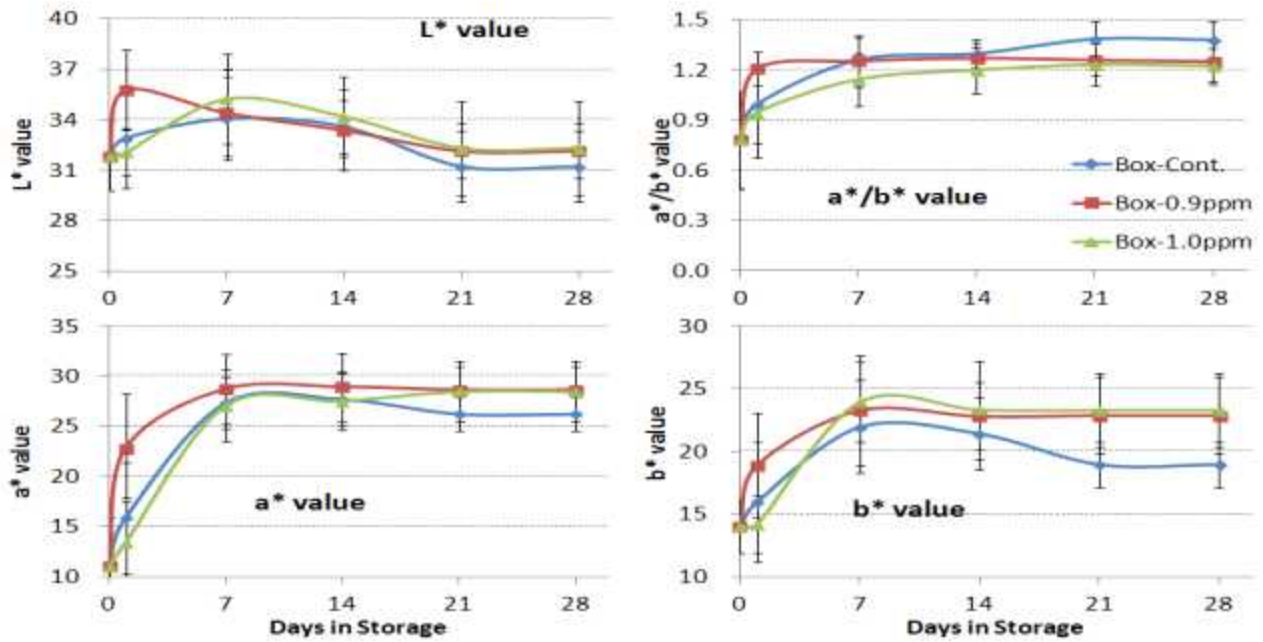 L* value
L* value
40
37
34
31
28
25
0 7 14 21 28
a*/b* value
a*/b* value
1.5
1.2
0.9
0.6
0.3
0.0
0 7 14 21 28
Box-Cont.
Box-0.9ppm
Box-1.0ppm
a* value
a* value
35
30
25
20
15
10
0 7 14 21 28
Days in Storage
b* value
b* value
30
25
20
15
10
0 7 14 21 28
Days in Storage